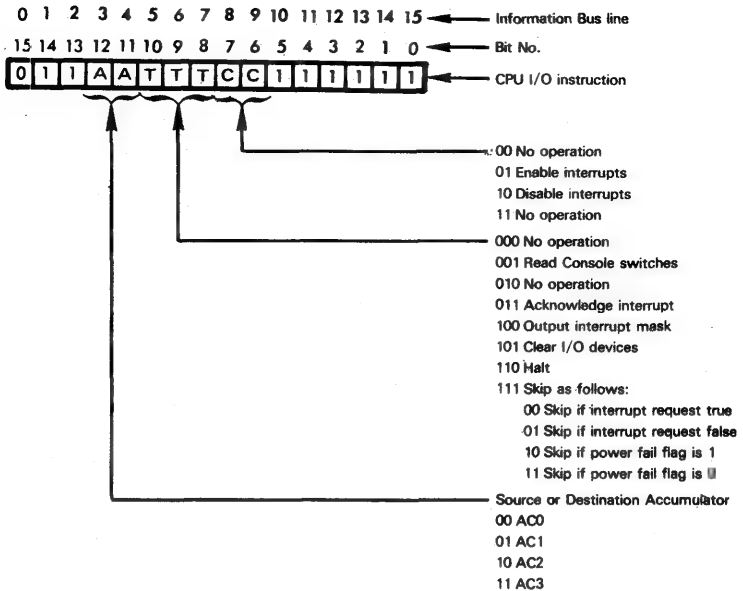 0 1 2 3 4 5 6 7 8 9 10 11 12 13 14 15 Information Bus line
15 14 13 12 11 10 9 8 7 6 5 4 3 2 1 0 Bit No.
0 1 1 A A T T T C C 1 1 1 1 1 1 CPU I/O instruction
00 No operation
01 Enable interrupts
10 Disable interrupts
11 No operation
000 No operation
001 Read Console switches
010 No operation
011 Acknowledge interrupt
100 Output interrupt mask
101 Clear I/O devices
110 Halt
111 Skip as follows:
00 Skip if interrupt request true
01 Skip if interrupt request false
10 Skip if power fail flag is 1
11 Skip if power fail flag is
Source or Destination Accumulator
00 AC0
01 AC1
10 AC2
11 AC3